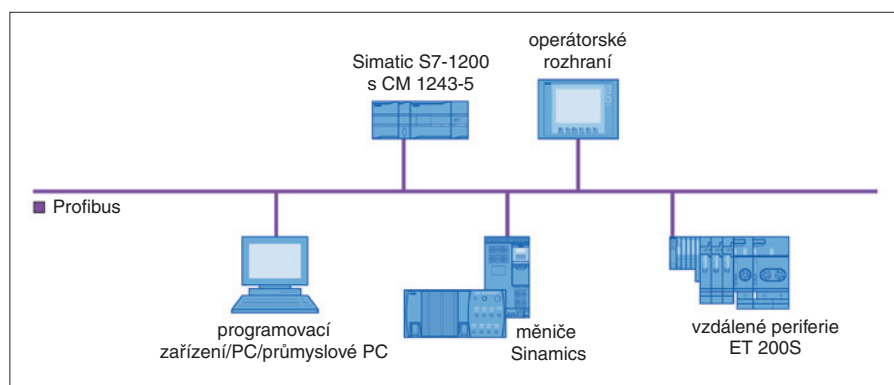 Simatic S7-1200
s CM 1243-5
operátorské
rozhraní
Profibus
programovací
zařízení/PC/průmyslové PC
měniče
Sinamics
vzdálené periferie
ET 200S